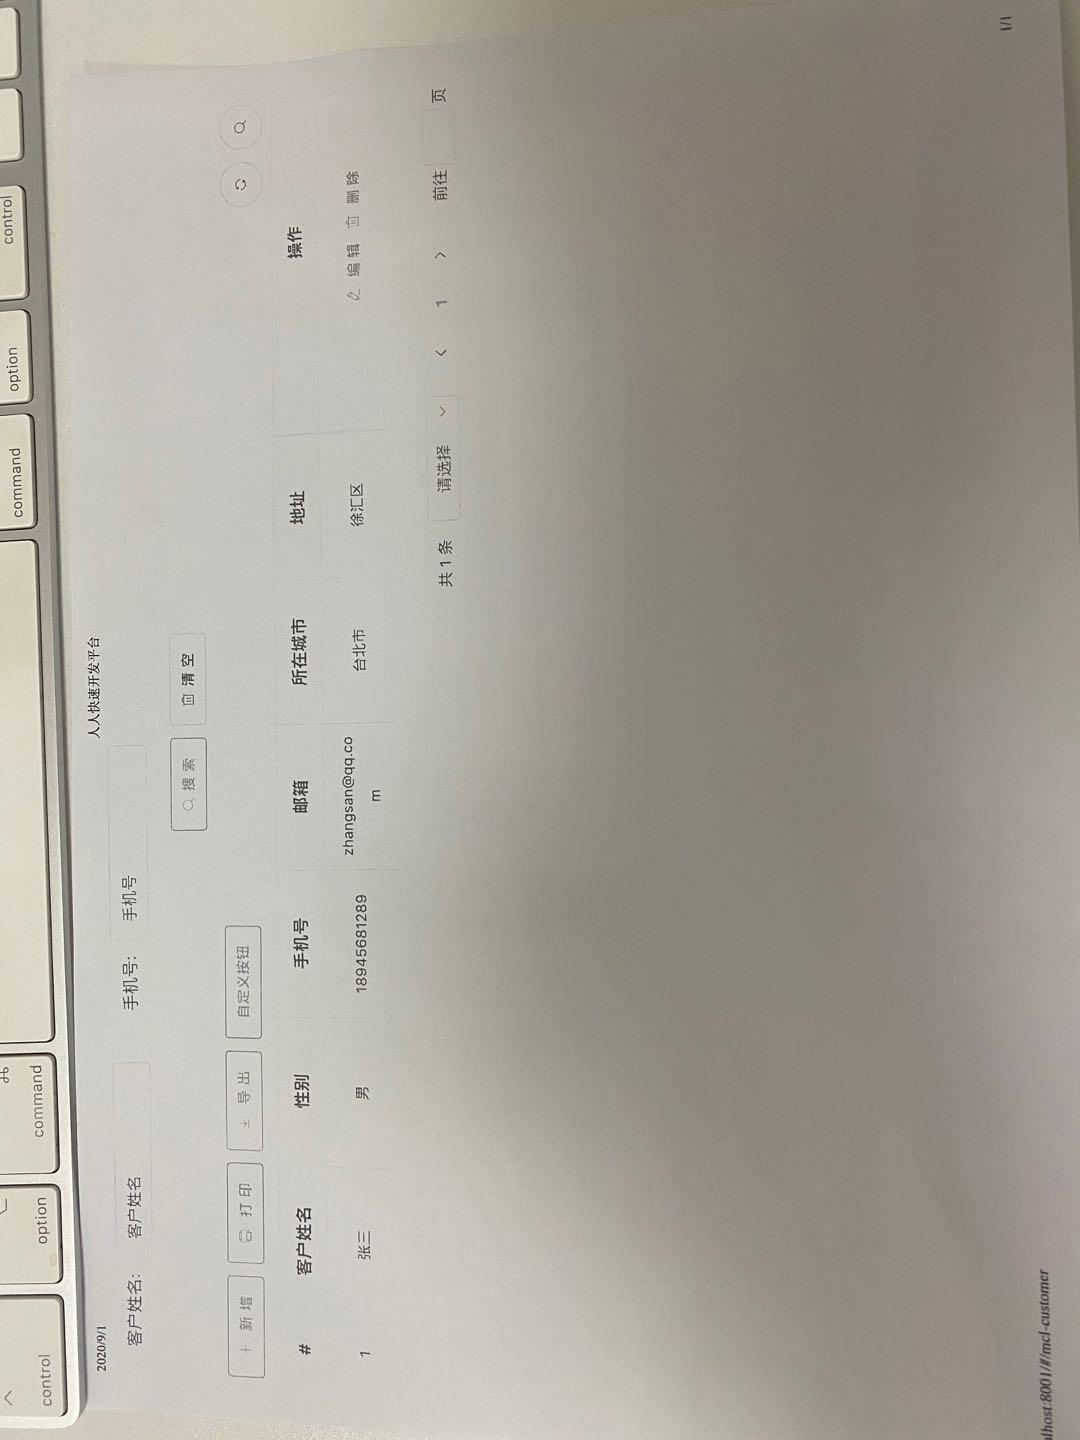 2020/9/1 人人快速开发平台
客户姓名: 客户姓名 手机号: 手机号
搜索 清空
新增 打印 导出 自定义按钮
# 客户姓名 性别 手机号 邮箱 所在城市 地址 操作
1 张三 男 18945681289 zhangsan@qq.co 台北市 徐汇区 编辑 删除
m
共 1 条 请选择 1 前往 页
alhost:8001/#/mcl-customer 1/1
control
option
command
command
option
control